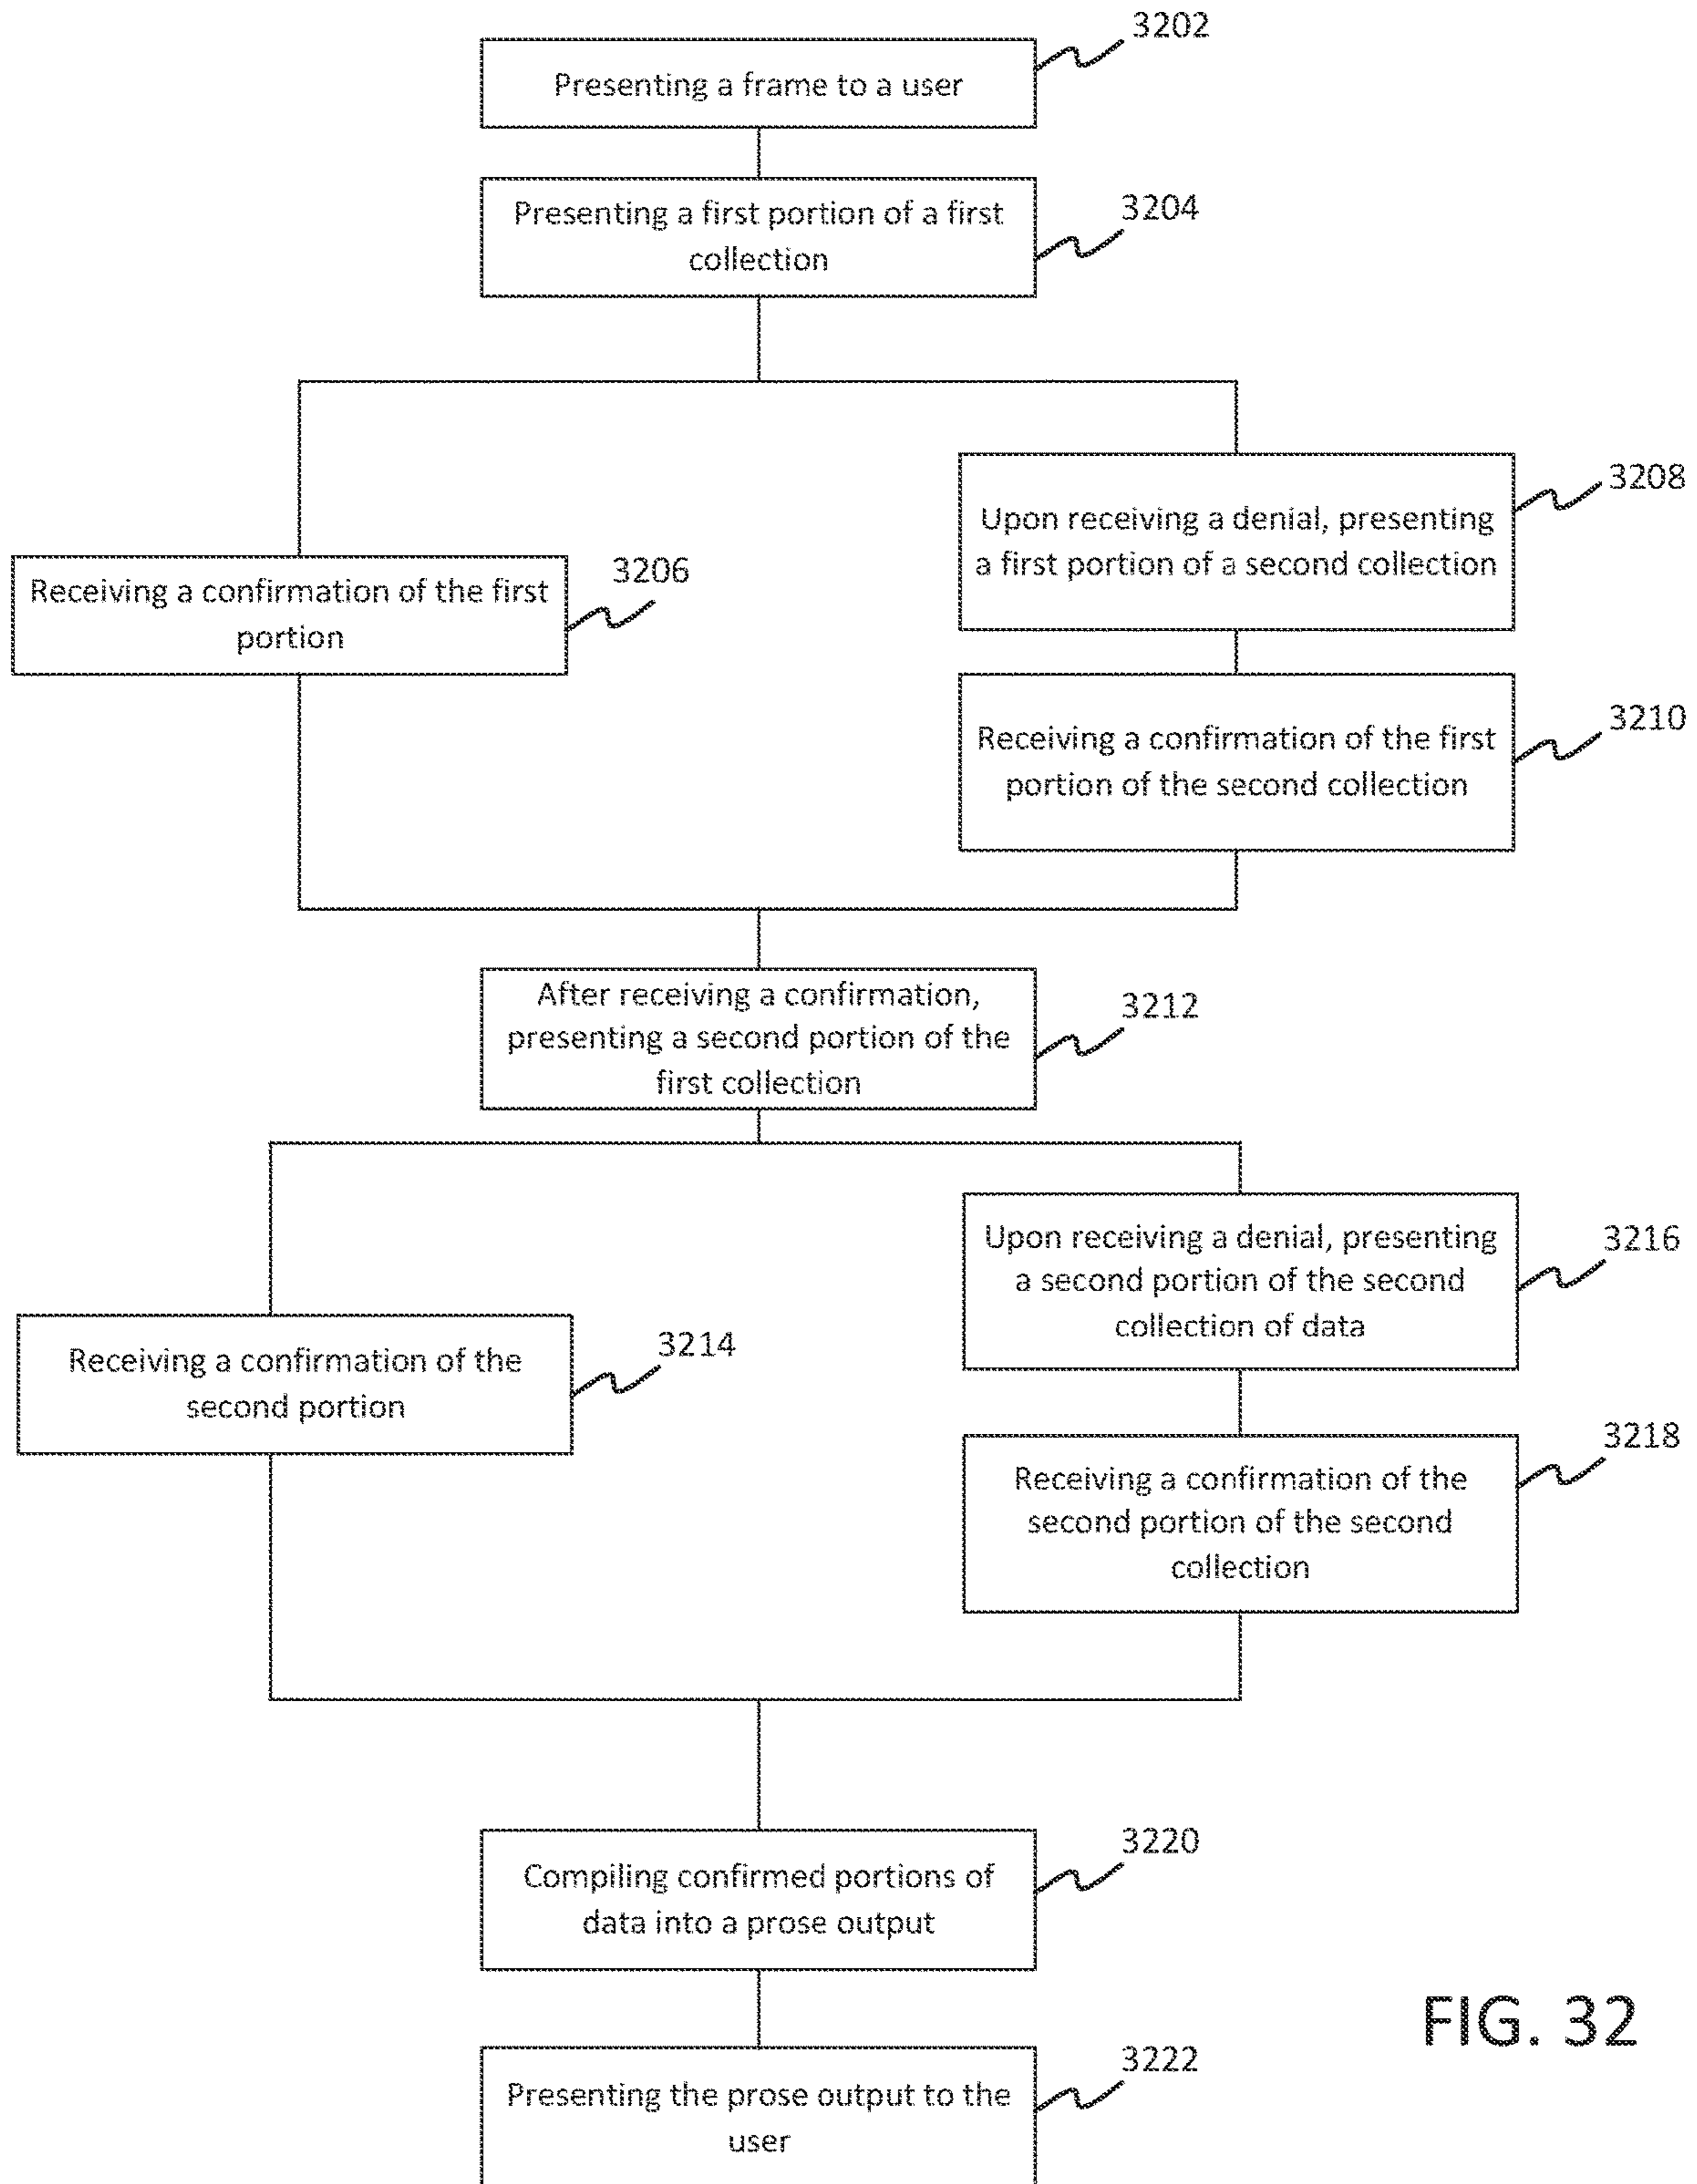 3202
Presenting a frame to a user
3204
Presenting a first portion of a first
collection
3208
Upon receiving a denial, presenting
a first portion of a second collection
3206
Receiving a confirmation of the first
portion
3210
Receiving a confirmation of the first
portion of the second collection
After receiving a confirmation,
3212
presenting a second portion of the
first collection
3216
Upon receiving a denial, presenting
a second portion of the second
collection of data
3214
Receiving a confirmation of the
second portion
3218
Receiving a confirmation of the
second portion of the second
collection
3220
Compiling confirmed portions of
data into a prose output
FIG. 32
3222
Presenting the prose output to the
user